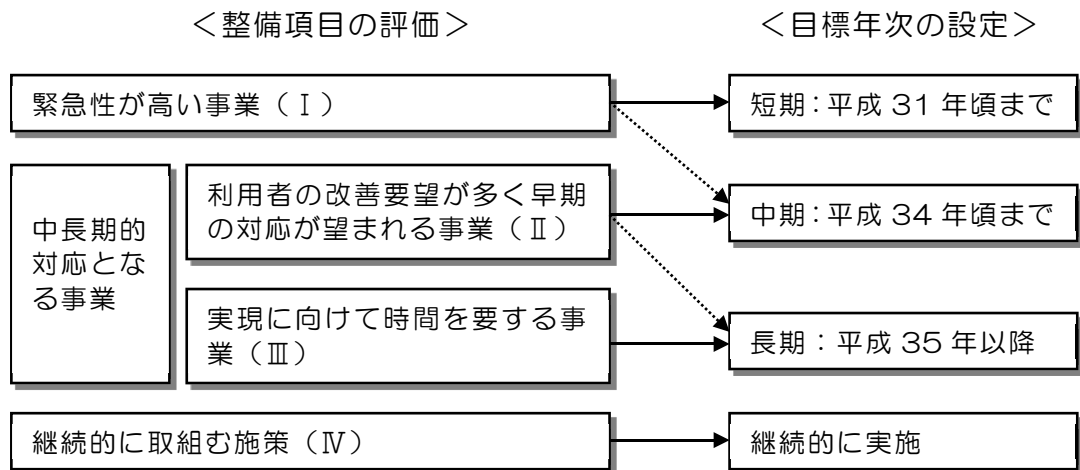 ＜整備項目の評価＞
＜目標年次の設定＞
緊急性が高い事業（Ⅰ）
短期：平成 31 年頃まで
中長期的
対応とな
る事業
利用者の改善要望が多く早期
の対応が望まれる事業（Ⅱ）
中期：平成 34 年頃まで
実現に向けて時間を要する事
業（Ⅲ）
長期：平成 35 年以降
継続的に取組む施策（Ⅳ）
継続的に実施